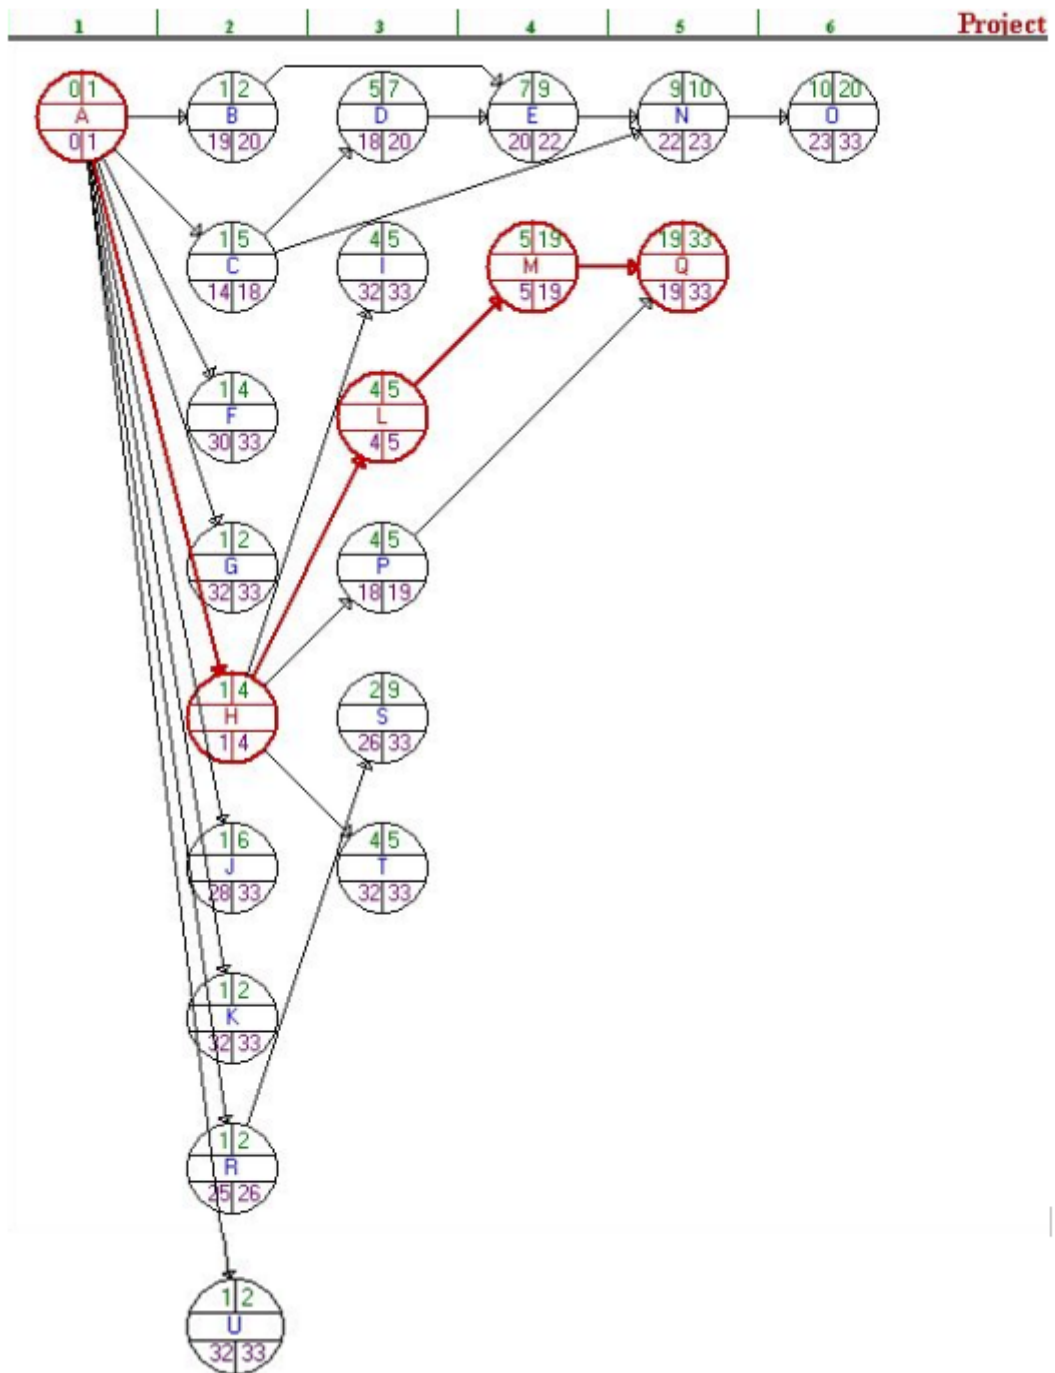 1 2 3 4 5 6 Project
0 1 1 2 5 7 7 9 9 10 10 20
A B D E N O
0 1 19 20 18 20 20 22 22 23 23 33
1 5 4 5 5 19 19 33
C I M Q
14 18 32 33 5 19 19 33
1 4 4 5
F L
30 33 4 5
1 2 4 5
G P
32 33 18 19
1 4 2 9
H S
1 4 26 33
1 6 4 5
J T
28 33 32 33
1 2
K
32 33
1 2
R
25 26
1 2
U
32 33